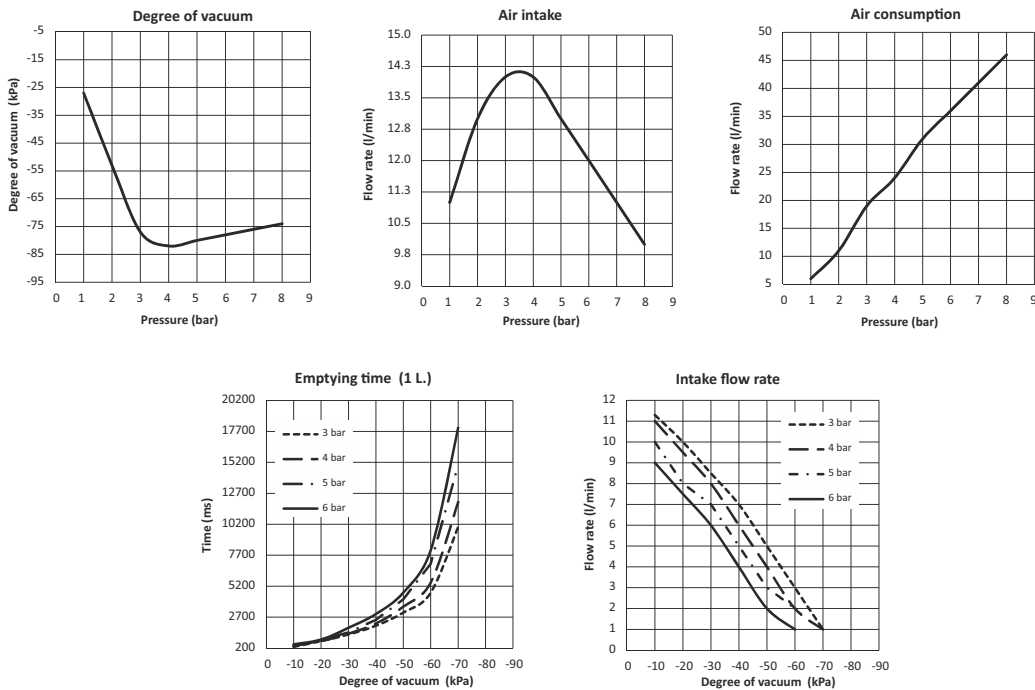 Degree of vacuum
Degree of vacuum (kPa)
-5
-15
-25
-35
-45
-55
-65
-75
-85
-95
0 1 2 3 4 5 6 7 8 9
Pressure (bar)
Air intake
Flow rate (l/min)
15.0
14.3
13.5
12.8
12.0
11.3
10.5
9.8
9.0
0 1 2 3 4 5 6 7 8 9
Pressure (bar)
Air consumption
Flow rate (l/min)
50
45
40
35
30
25
20
15
10
5
0 1 2 3 4 5 6 7 8 9
Pressure (bar)
Emptying time (1 L.)
Time (ms)
20200
17700
15200
12700
10200
7700
5200
2700
200
3 bar
4 bar
5 bar
6 bar
0 -10 -20 -30 -40 -50 -60 -70 -80 -90
Degree of vacuum (kPa)
Intake flow rate
Flow rate (l/min)
12
11
10
9
8
7
6
5
4
3
2
1
0
3 bar
4 bar
5 bar
6 bar
0 -10 -20 -30 -40 -50 -60 -70 -80 -90
Degree of vacuum (kPa)